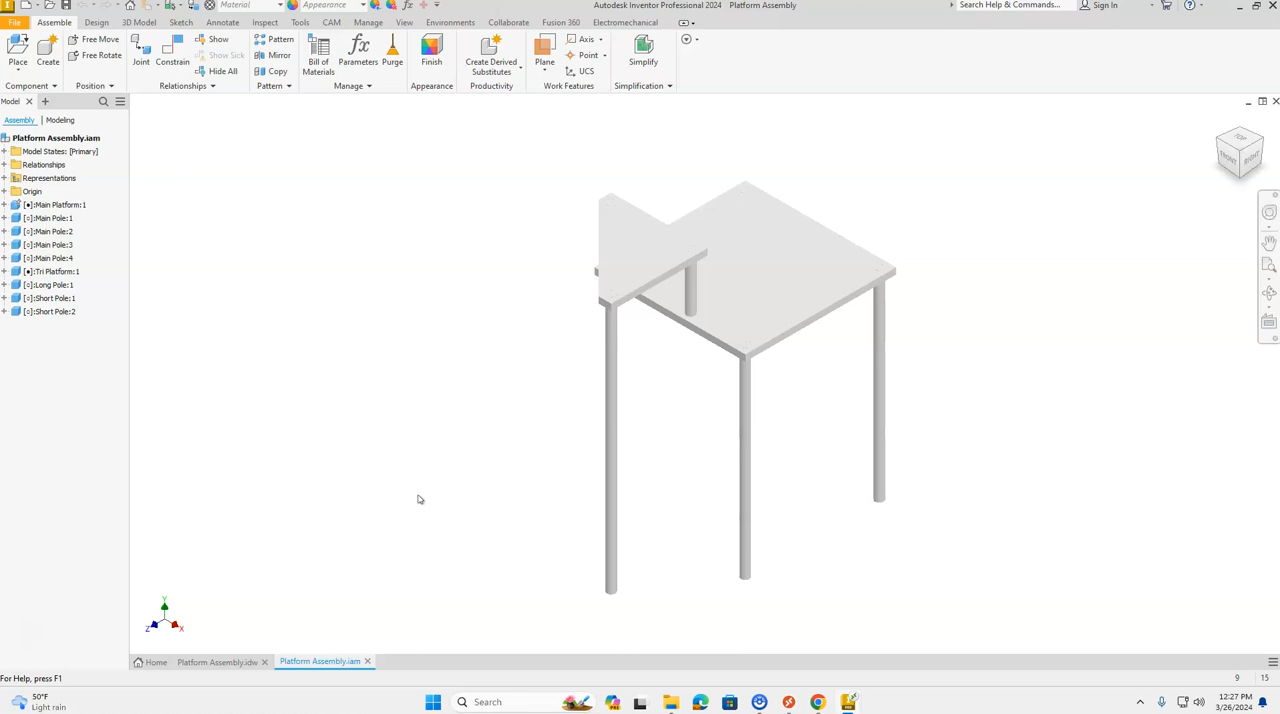 Material
Appearance
Autodesk Inventor Professional 2024 Platform Assembly
Search Help & Commands...
Sign In
File Assemble Design 3D Model Sketch Annotate Inspect Tools CAM Manage View Environments Collaborate Fusion 360 Electromechanical
Place
Create
Component
Free Move
Free Rotate
Position
Joint
Constrain
Show
Show Sick
Hide All
Relationships
Pattern
Mirror
Copy
Pattern
Bill of
Materials
Parameters
Purge
Manage
Finish
Appearance
Create Derived
Substitutes
Productivity
Plane
Axis
Point
UCS
Work Features
Simplify
Simplification
Model
Assembly | Modeling
Platform Assembly.iam
Model States: [Primary]
Relationships
Representations
Origin
[●]:Main Platform:1
[○]:Main Pole:1
[○]:Main Pole:2
[○]:Main Pole:3
[○]:Main Pole:4
[●]:Tri Platform:1
[○]:Long Pole:1
[○]:Short Pole:1
[○]:Short Pole:2
TOP
FRONT
RIGHT
Y
Z
X
Home
Platform Assembly.idw
Platform Assembly.iam
For Help, press F1
9 15
50°F
Light rain
Search
12:27 PM
3/26/2024